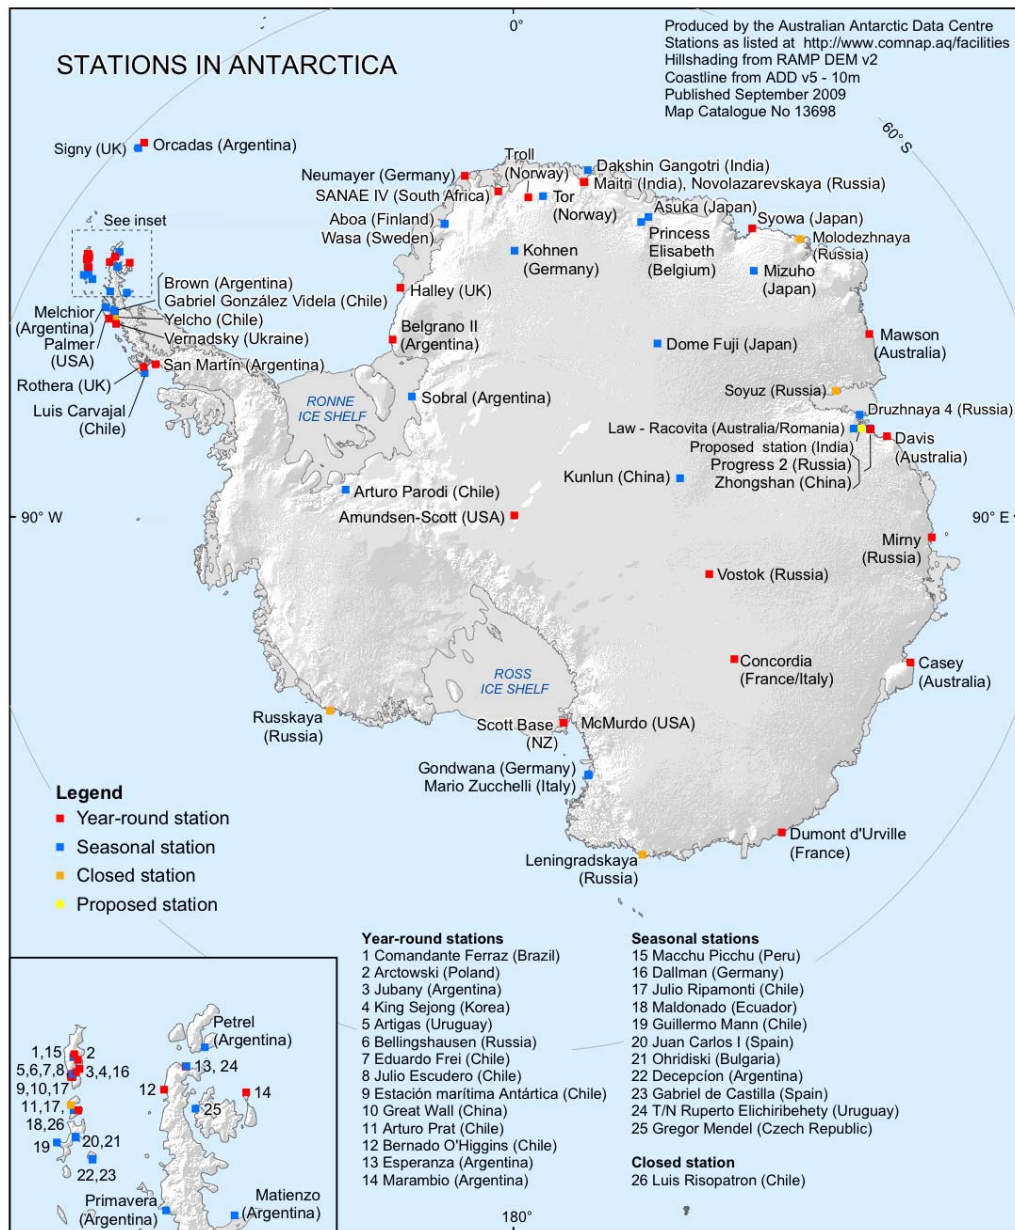 0°
Produced by the Australian Antarctic Data Centre
Stations as listed at http://www.comnap.aq/facilities
Hillshading from RAMP DEM v2
Coastline from ADD v5 - 10m
Published September 2009
Map Catalogue No 13698
STATIONS IN ANTARCTICA
60° S
Signy (UK)
Orcadas (Argentina)
Troll
(Norway)
Dakshin Gangotri (India)
Neumayer (Germany)
Maitri (India), Novolazarevskaya (Russia)
SANAE IV (South Africa)
Tor
(Norway)
Asuka (Japan)
Syowa (Japan)
Aboa (Finland)
Wasa (Sweden)
See inset
Princess
Elisabeth
(Belgium)
Molodezhnaya
(Russia)
Kohnen
(Germany)
Mizuho
(Japan)
Brown (Argentina)
Gabriel González Videla (Chile)
Halley (UK)
Melchior
(Argentina)
Yelcho (Chile)
Palmer
(USA)
Vernadsky (Ukraine)
Belgrano II
(Argentina)
Mawson
(Australia)
Dome Fuji (Japan)
San Martín (Argentina)
Rothera (UK)
Soyuz (Russia)
RONNE
ICE SHELF
Sobral (Argentina)
Luis Carvajal
(Chile)
Druzhnaya 4 (Russia)
Law - Racovita (Australia/Romania)
Davis
(Australia)
Proposed station (India)
Progress 2 (Russia)
Zhongshan (China)
Kunlun (China)
Arturo Parodi (Chile)
90° W
Amundsen-Scott (USA)
90° E
Mirny
(Russia)
Vostok (Russia)
Concordia
(France/Italy)
Casey
(Australia)
ROSS
ICE SHELF
Russkaya
(Russia)
Scott Base
(NZ)
McMurdo (USA)
Gondwana (Germany)
Mario Zucchelli (Italy)
Legend
Year-round station
Seasonal station
Closed station
Proposed station
Dumont d'Urville
(France)
Leningradskaya
(Russia)
Year-round stations
1 Comandante Ferraz (Brazil)
2 Arctowski (Poland)
3 Jubany (Argentina)
4 King Sejong (Korea)
5 Artigas (Uruguay)
6 Bellingshausen (Russia)
7 Eduardo Frei (Chile)
8 Julio Escudero (Chile)
9 Estación marítima Antártica (Chile)
10 Great Wall (China)
11 Arturo Prat (Chile)
12 Bernado O'Higgins (Chile)
13 Esperanza (Argentina)
14 Marambio (Argentina)
Seasonal stations
15 Macchu Picchu (Peru)
16 Dallman (Germany)
17 Julio Ripamonti (Chile)
18 Maldonado (Ecuador)
19 Guillermo Mann (Chile)
20 Juan Carlos I (Spain)
21 Ohridiski (Bulgaria)
22 Decepcíon (Argentina)
23 Gabriel de Castilla (Spain)
24 T/N Ruperto Elichiribehety (Uruguay)
25 Gregor Mendel (Czech Republic)
Closed station
26 Luis Risopatron (Chile)
Petrel
(Argentina)
1,15
2
5,6,7,8
3,4,16
13, 24
9,10,17
12
14
11,17,
25
18,26
19
20,21
22,23
Primavera
(Argentina)
Matienzo
(Argentina)
180°